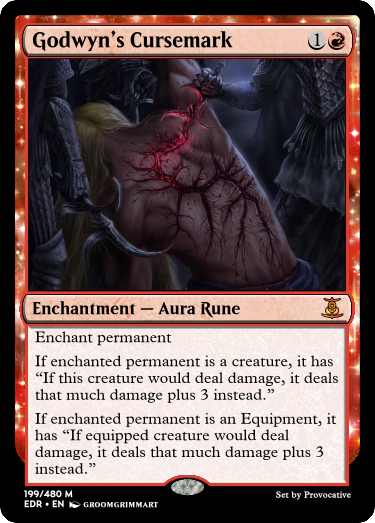 Godwyn's Cursemark 1
Enchantment — Aura Rune
Enchant permanent
If enchanted permanent is a creature, it has
“If this creature would deal damage, it deals
that much damage plus 3 instead.”
If enchanted permanent is an Equipment, it
has “If equipped creature would deal
damage, it deals that much damage plus 3
instead.”
199/480 M
EDR • EN GROOMGRIMMART
Set by Provocative